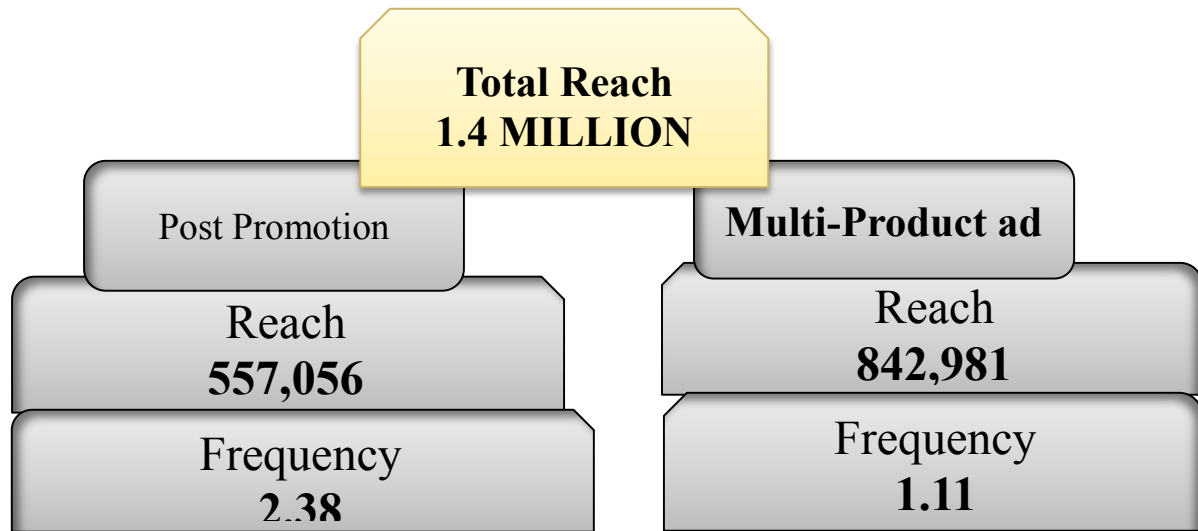 Total Reach
1.4 MILLION
Post Promotion
Multi-Product ad
Reach
557,056
Reach
842,981
Frequency
2.38
Frequency
1.11